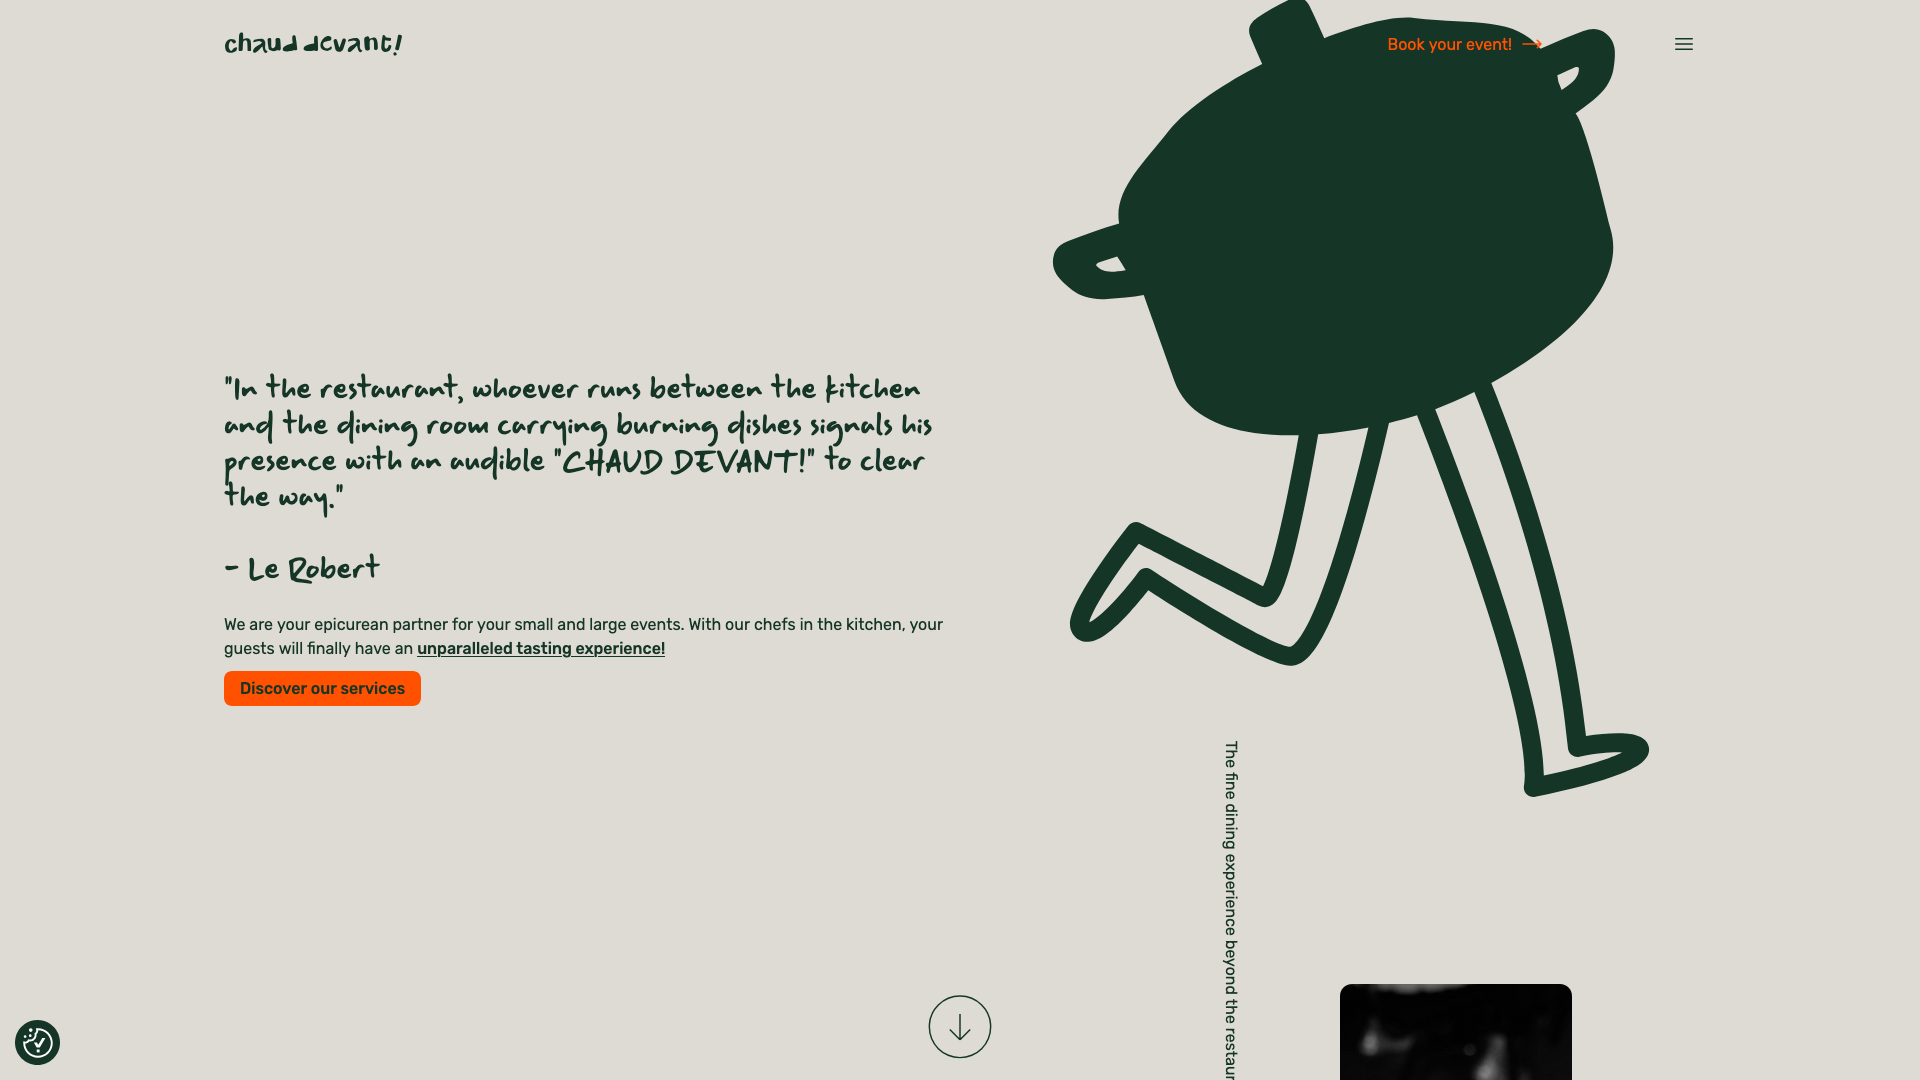 chaud devant!
Book your event!
"In the restaurant, whoever runs between the kitchen
and the dining room carrying burning dishes signals his
presence with an audible "CHAUD DEVANT!" to clear
the way."
- Le Robert
We are your epicurean partner for your small and large events. With our chefs in the kitchen, your
guests will finally have an unparalleled tasting experience!
Discover our services
The fine dining experience beyond the restaur